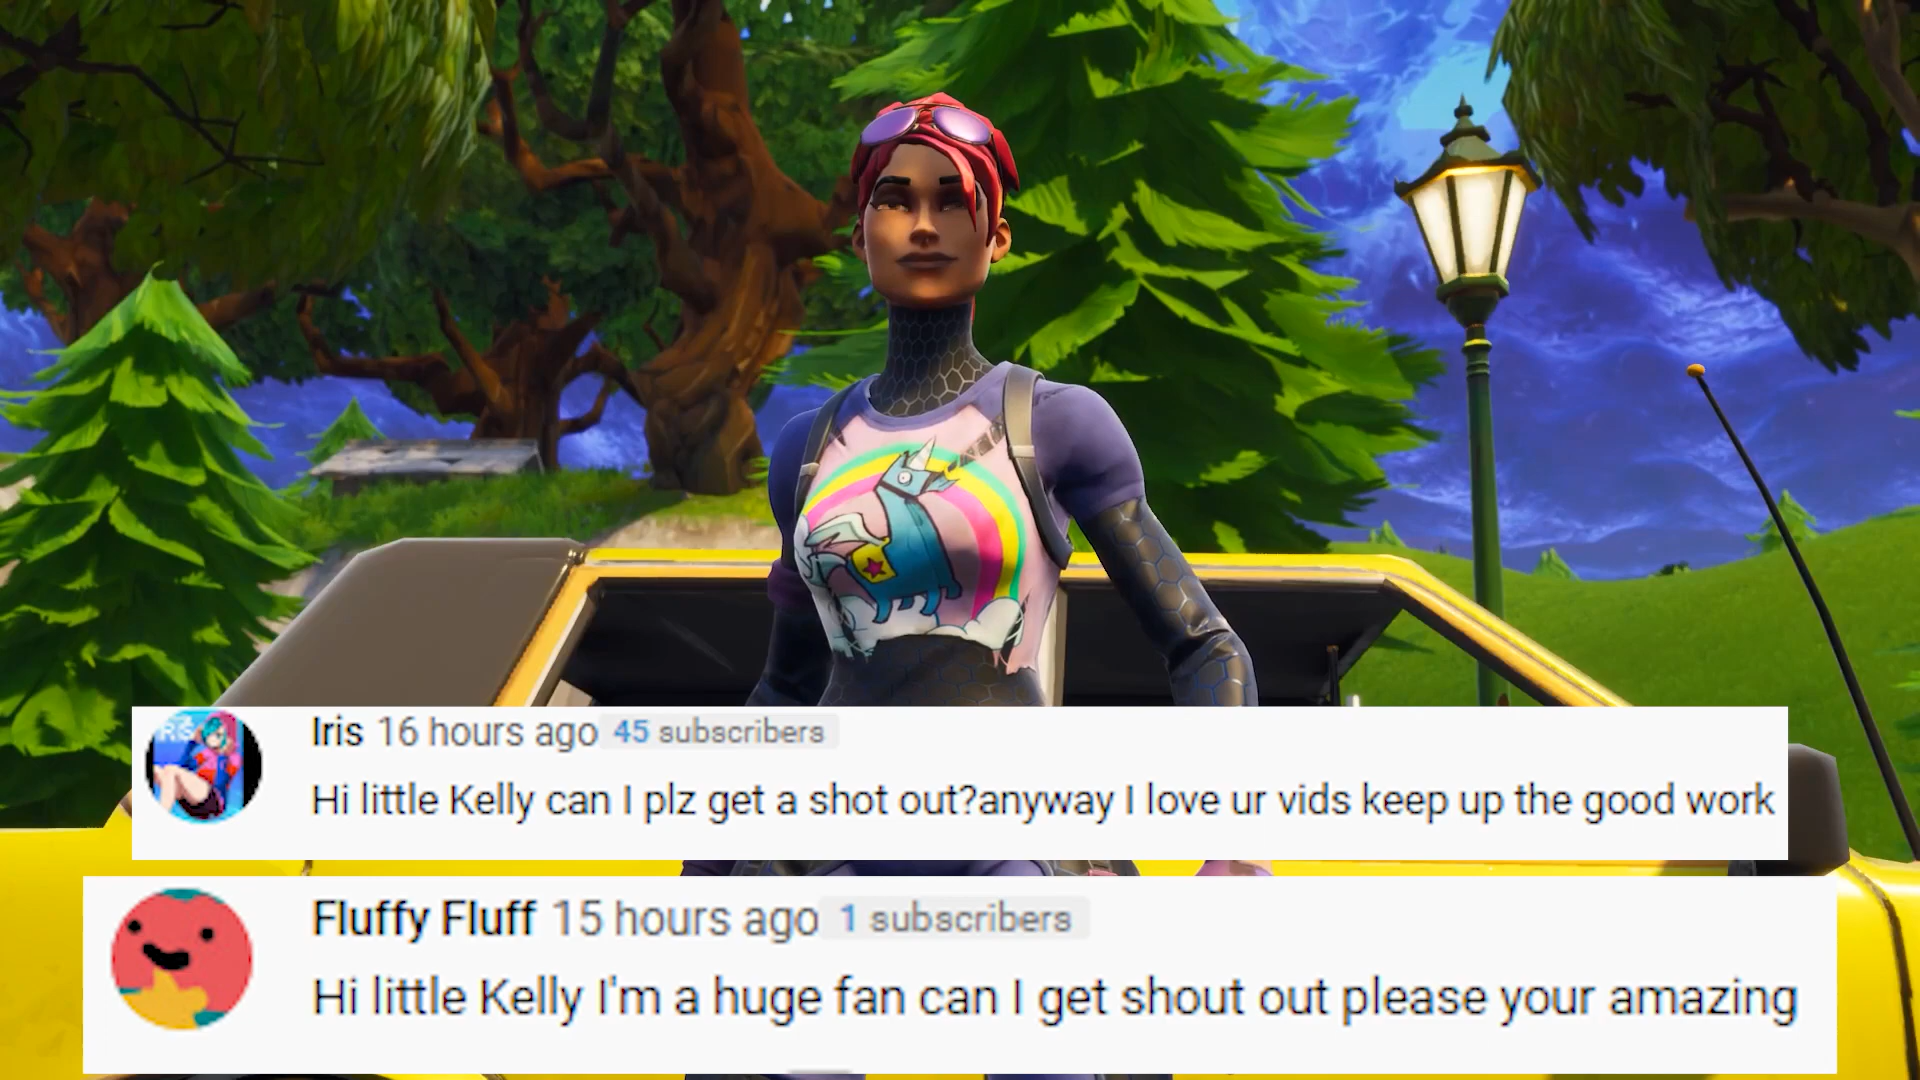 Iris 16 hours ago 45 subscribers
Hi little Kelly can I plz get a shot out?anyway I love ur vids keep up the good work
Fluffy Fluff 15 hours ago 1 subscribers
Hi little Kelly I'm a huge fan can I get shout out please your amazing